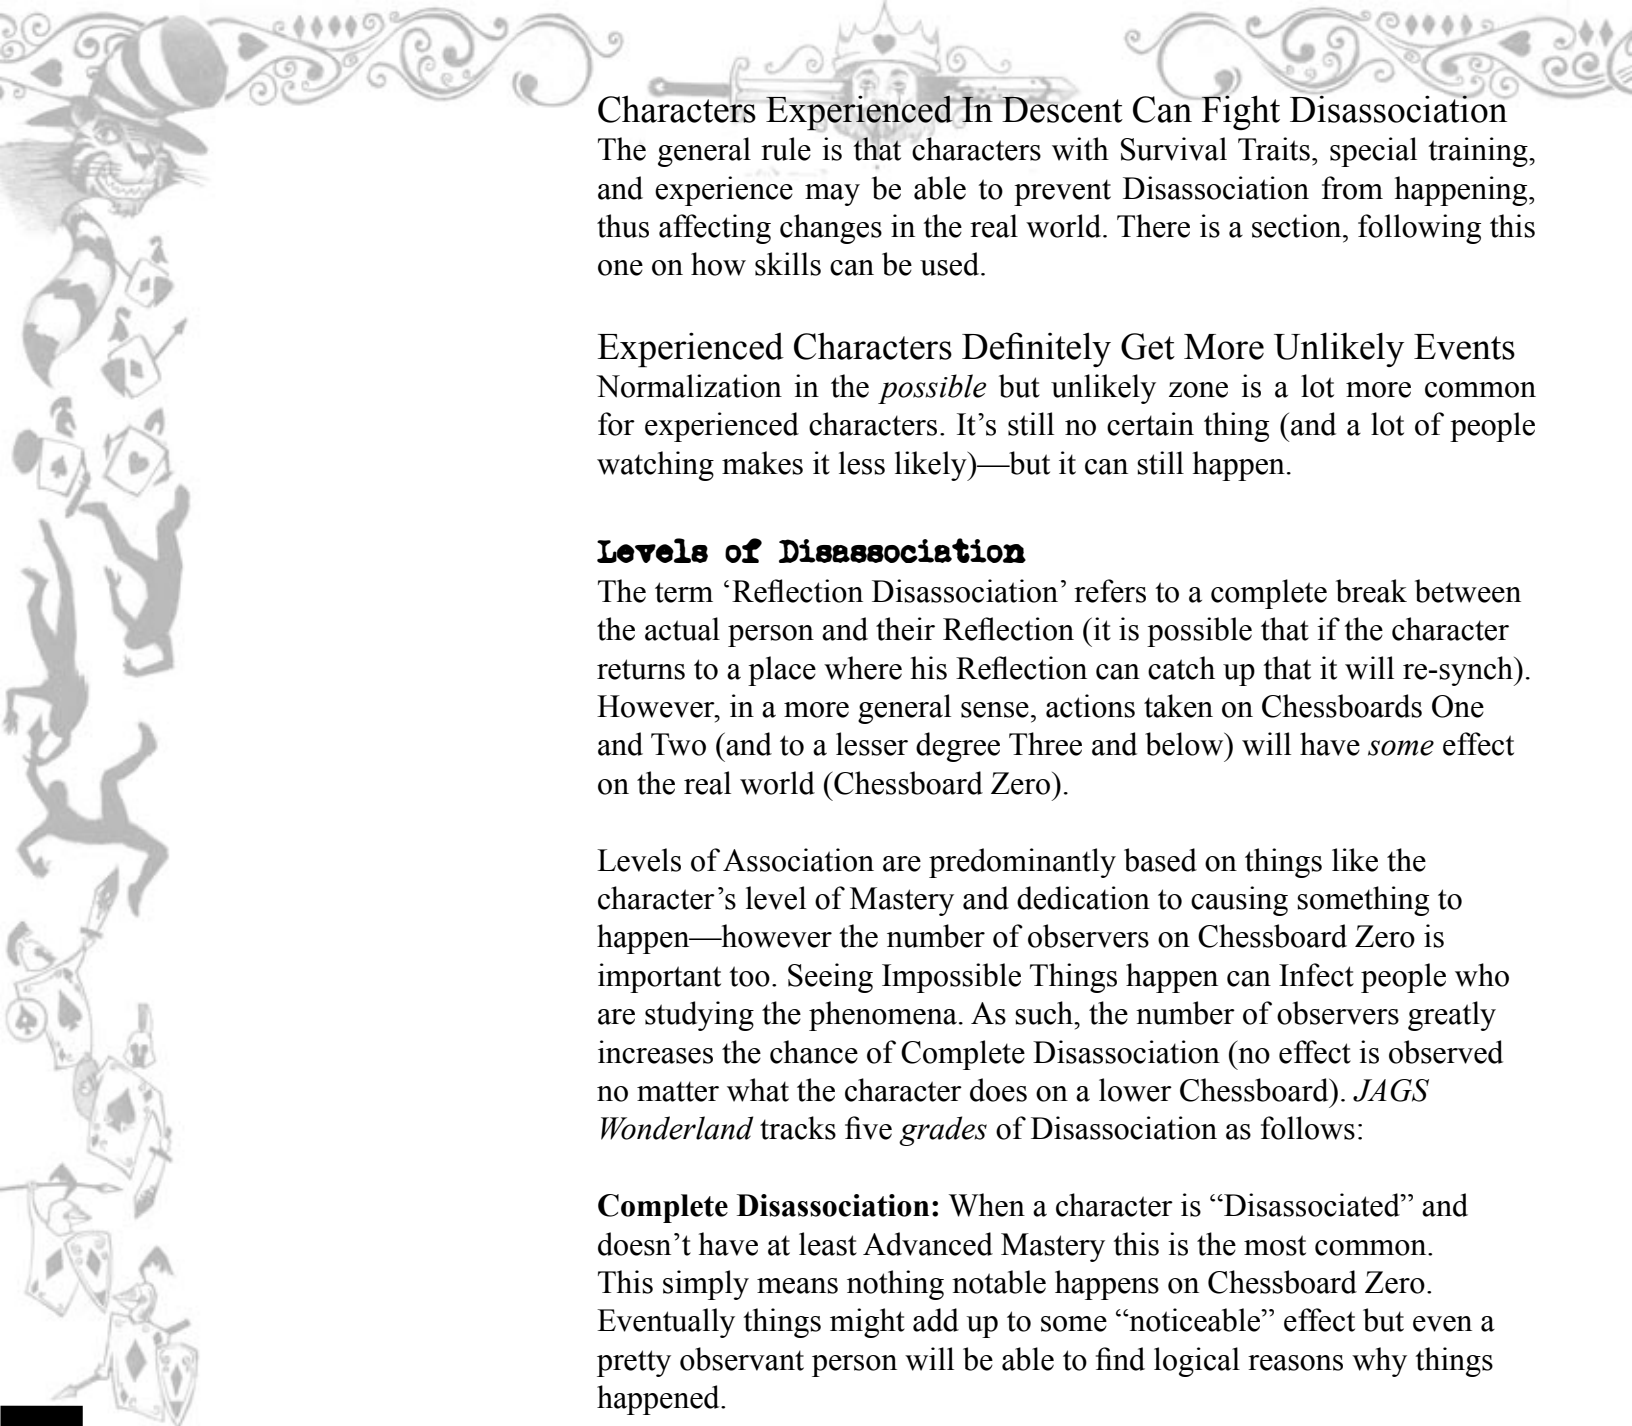 Characters Experienced In Descent Can Fight Disassociation
The general rule is that characters with Survival Traits, special training,
and experience may be able to prevent Disassociation from happening,
thus affecting changes in the real world. There is a section, following this
one on how skills can be used.
Experienced Characters Definitely Get More Unlikely Events
Normalization in the possible but unlikely zone is a lot more common
for experienced characters. It’s still no certain thing (and a lot of people
watching makes it less likely)—but it can still happen.
Levels of Disassociation
The term ‘Reflection Disassociation’ refers to a complete break between
the actual person and their Reflection (it is possible that if the character
returns to a place where his Reflection can catch up that it will re-synch).
However, in a more general sense, actions taken on Chessboards One
and Two (and to a lesser degree Three and below) will have some effect
on the real world (Chessboard Zero).
Levels of Association are predominantly based on things like the
character’s level of Mastery and dedication to causing something to
happen—however the number of observers on Chessboard Zero is
important too. Seeing Impossible Things happen can Infect people who
are studying the phenomena. As such, the number of observers greatly
increases the chance of Complete Disassociation (no effect is observed
no matter what the character does on a lower Chessboard). JAGS
Wonderland tracks five grades of Disassociation as follows:
Complete Disassociation: When a character is “Disassociated” and
doesn’t have at least Advanced Mastery this is the most common.
This simply means nothing notable happens on Chessboard Zero.
Eventually things might add up to some “noticeable” effect but even a
pretty observant person will be able to find logical reasons why things
happened.